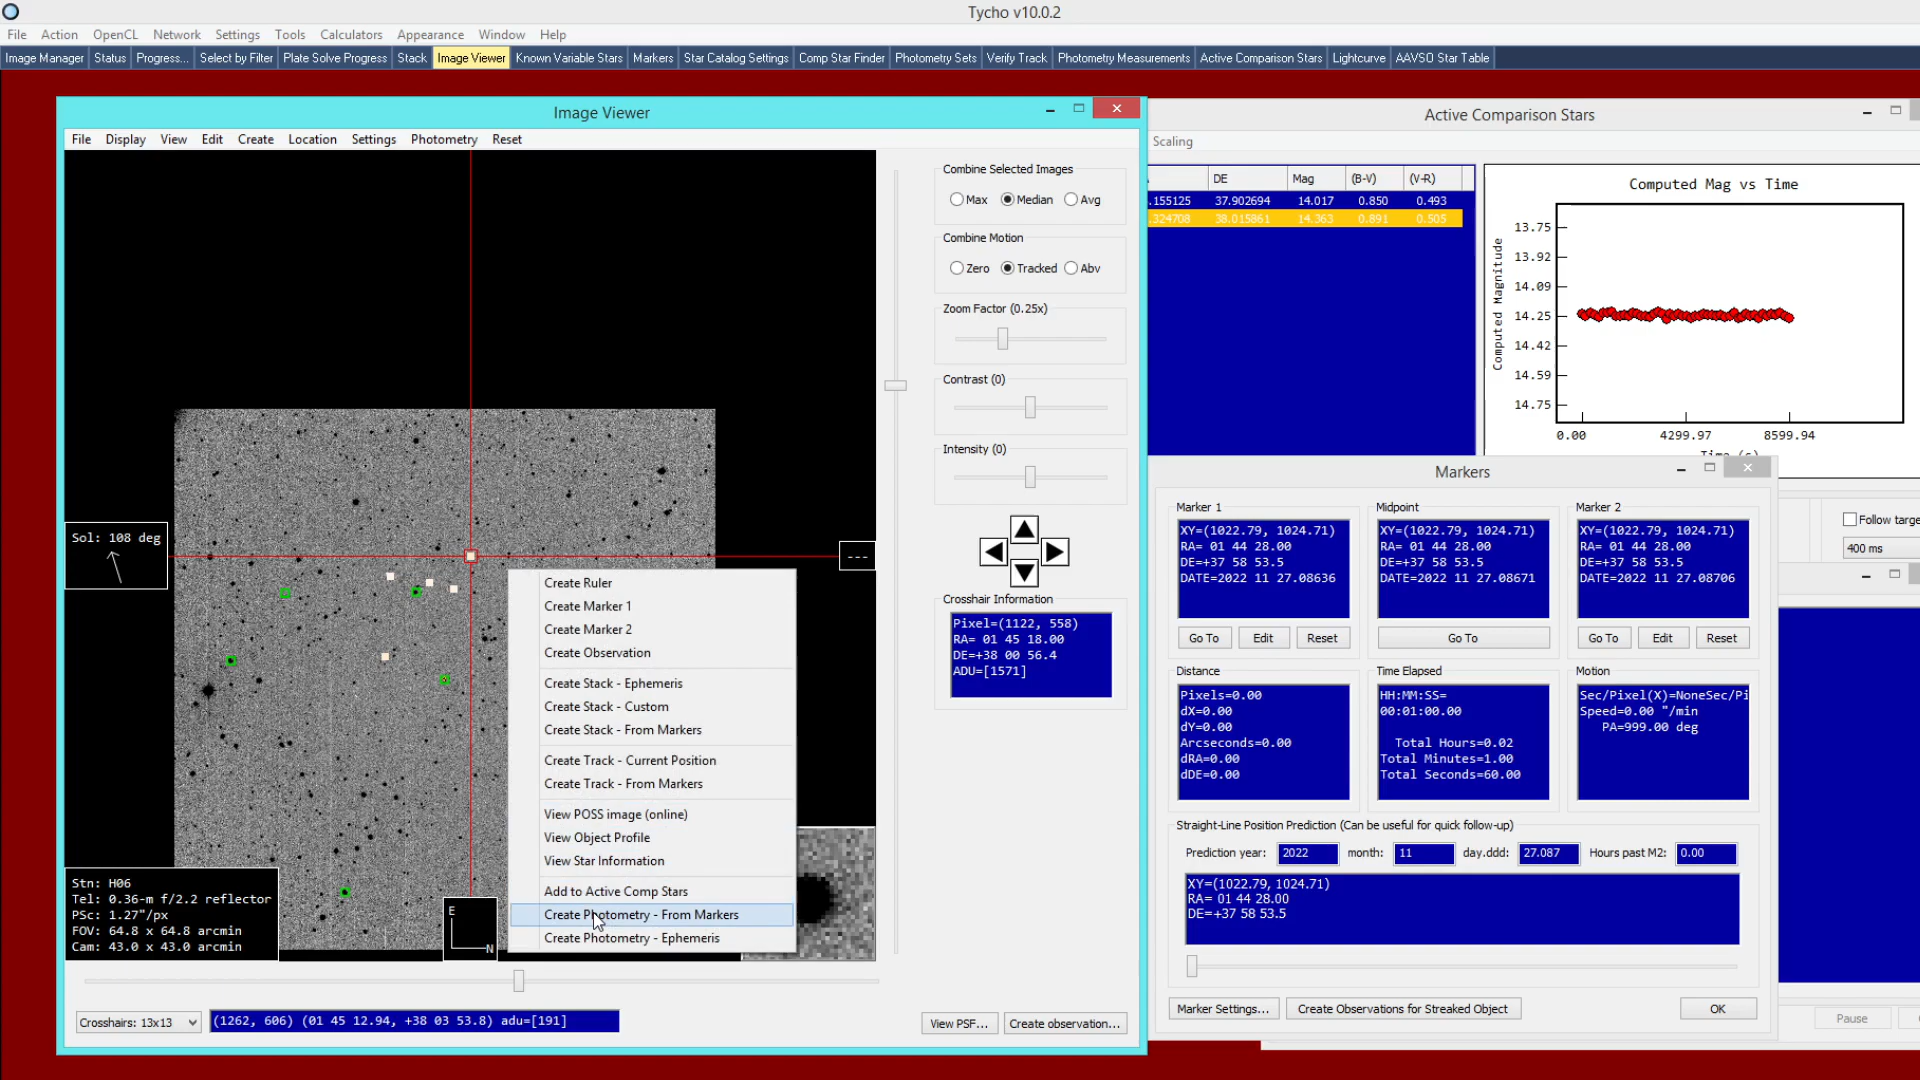 Tycho v10.0.2
File Action OpenCL Network Settings Tools Calculators Appearance Window Help
Image Manager Status Progress... Select by Filter Plate Solve Progress Stack Image Viewer Known Variable Stars Markers Star Catalog Settings Comp Star Finder Photometry Sets Verify Track Photometry Measurements Active Comparison Stars Lightcurve AAVSO Star Table
Image Viewer
File Display View Edit Create Location Settings Photometry Reset
Sol: 108 deg
---
Stn: H06
Tel: 0.36-m f/2.2 reflector
PSc: 1.27"/px
FOV: 64.8 x 64.8 arcmin
Cam: 43.0 x 43.0 arcmin
E
N
Create Ruler
Create Marker 1
Create Marker 2
Create Observation
Create Stack - Ephemeris
Create Stack - Custom
Create Stack - From Markers
Create Track - Current Position
Create Track - From Markers
View POSS image (online)
View Object Profile
View Star Information
Add to Active Comp Stars
Create Photometry - From Markers
Create Photometry - Ephemeris
Crosshairs: 13x13
(1262, 606) (01 45 12.94, +38 03 53.8) adu=[191]
View PSF...
Create observation...
Combine Selected Images
Max Median Avg
Combine Motion
Zero Tracked Abv
Zoom Factor (0.25x)
Contrast (0)
Intensity (0)
Crosshair Information
Pixel=(1122, 558)
RA= 01 45 18.00
DE=+38 00 56.4
ADU=[1571]
Active Comparison Stars
Scaling
DE Mag (B-V) (V-R)
.155125 37.902694 14.017 0.850 0.493
.324708 38.015861 14.363 0.891 0.505
Computed Mag vs Time
Computed Magnitude
13.75
13.92
14.09
14.25
14.42
14.59
14.75
0.00 4299.97 8599.94
Time (s)
Follow targe
400 ms
Pause
Markers
Marker 1
XY=(1022.79, 1024.71)
RA= 01 44 28.00
DE=+37 58 53.5
DATE=2022 11 27.08636
Go To Edit Reset
Midpoint
XY=(1022.79, 1024.71)
RA= 01 44 28.00
DE=+37 58 53.5
DATE=2022 11 27.08671
Go To
Marker 2
XY=(1022.79, 1024.71)
RA= 01 44 28.00
DE=+37 58 53.5
DATE=2022 11 27.08706
Go To Edit Reset
Distance
Pixels=0.00
dX=0.00
dY=0.00
Arcseconds=0.00
dRA=0.00
dDE=0.00
Time Elapsed
HH:MM:SS=
00:01:00.00
Total Hours=0.02
Total Minutes=1.00
Total Seconds=60.00
Motion
Sec/Pixel(X)=NoneSec/Pi
Speed=0.00 "/min
PA=999.00 deg
Straight-Line Position Prediction (Can be useful for quick follow-up)
Prediction year: 2022 month: 11 day.ddd: 27.087 Hours past M2: 0.00
XY=(1022.79, 1024.71)
RA= 01 44 28.00
DE=+37 58 53.5
Marker Settings... Create Observations for Streaked Object OK